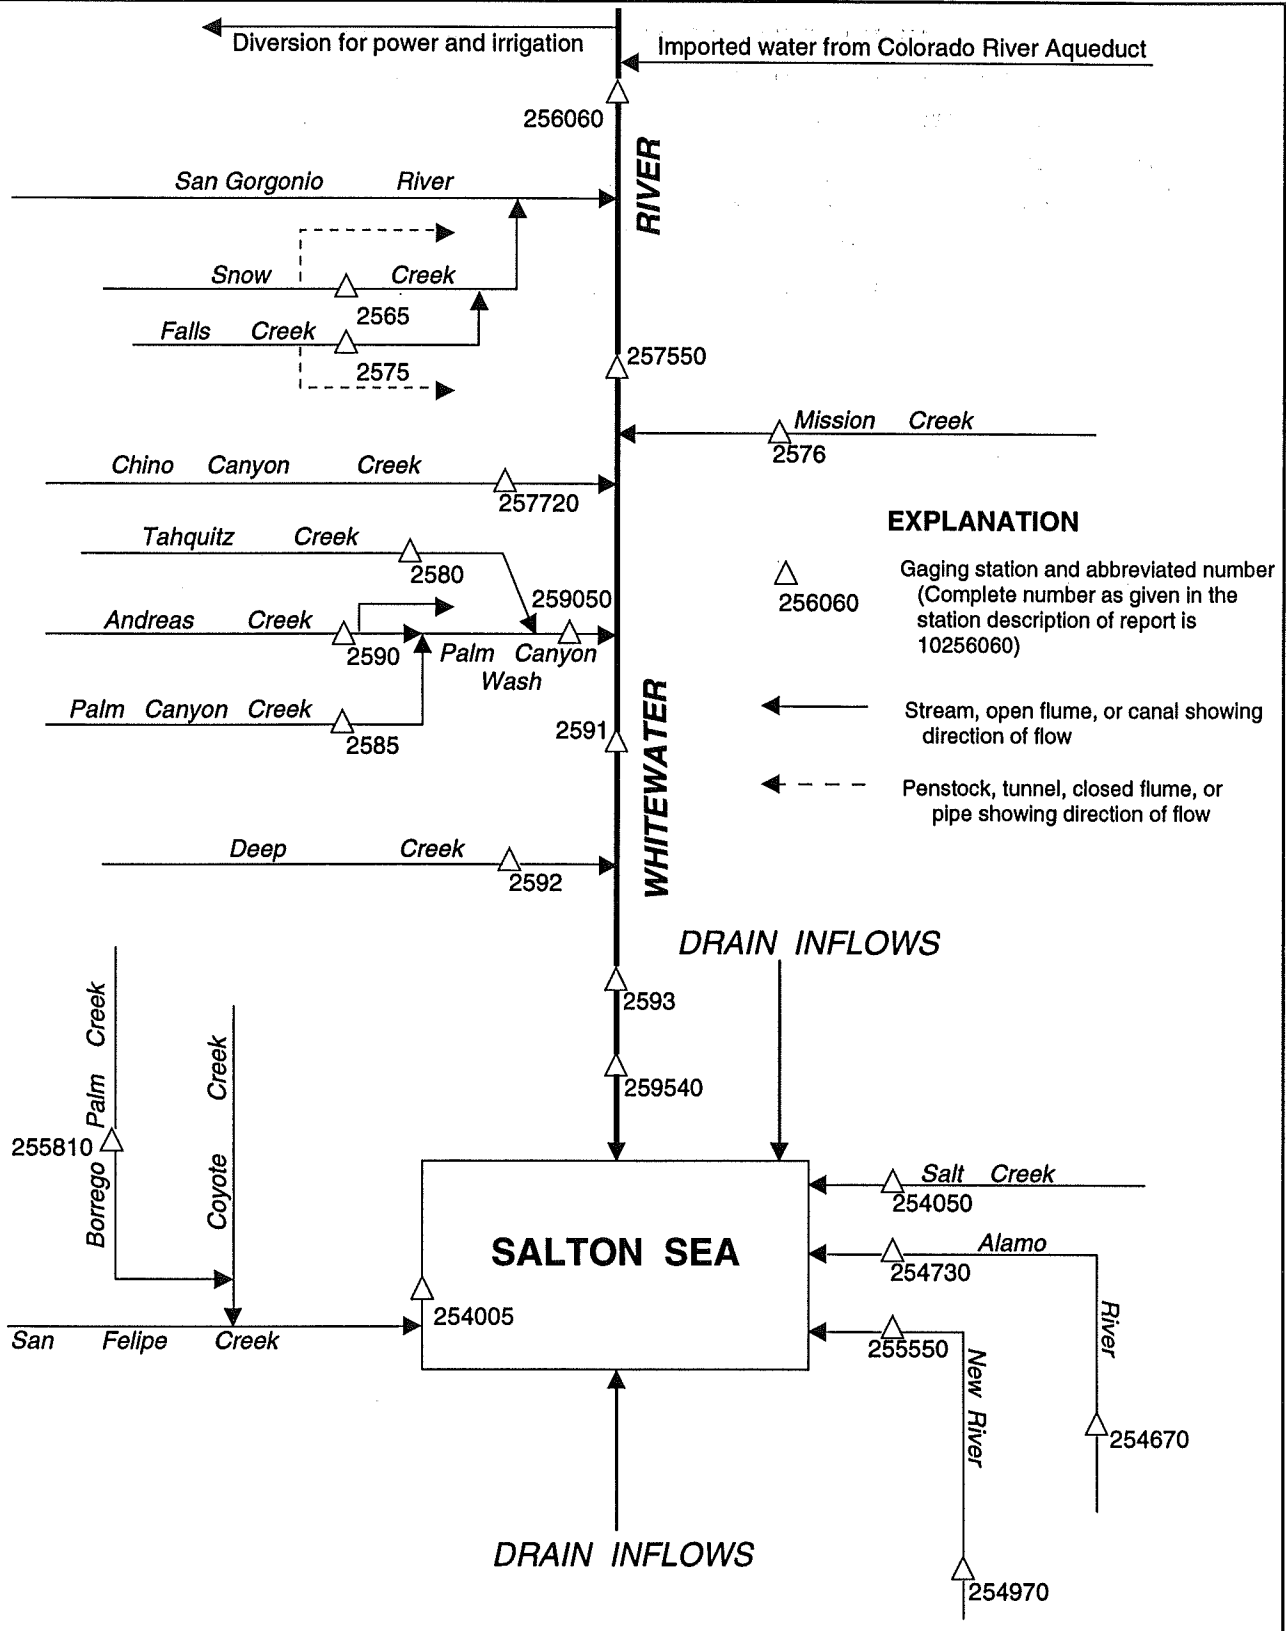 Diversion for power and irrigation
Imported water from Colorado River Aqueduct
256060
RIVER
San Gorgonio River
Snow Creek
2565
Falls Creek
2575
257550
Mission Creek
2576
Chino Canyon Creek
257720
Tahquitz Creek
2580
259050
Andreas Creek
2590
Palm Canyon
Wash
Palm Canyon Creek
2585
2591
WHITEWATER
Deep Creek
2592
EXPLANATION
256060
Gaging station and abbreviated number
(Complete number as given in the
station description of report is
10256060)
Stream, open flume, or canal showing
direction of flow
Penstock, tunnel, closed flume, or
pipe showing direction of flow
DRAIN INFLOWS
2593
259540
Borrego Palm Creek
255810
Coyote Creek
San Felipe Creek
SALTON SEA
254005
Salt Creek
254050
Alamo
254730
River
255550
New River
254670
254970
DRAIN INFLOWS